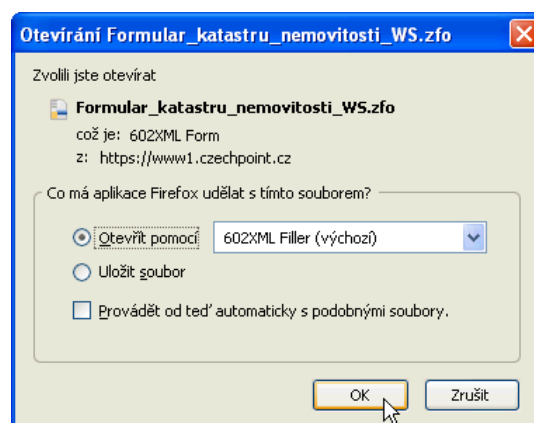 Otevírání Formular_katastru_nemovitosti_WS.zfo
Zvolili jste otevírat
Formular_katastru_nemovitosti_WS.zfo
což je: 602XML Form
z: https://www1.czechpoint.cz
Co má aplikace Firefox udělat s tímto souborem?
Otevřít pomocí 602XML Filler (výchozí)
Uložit soubor
Provádět od teď automaticky s podobnými soubory.
OK Zrušit